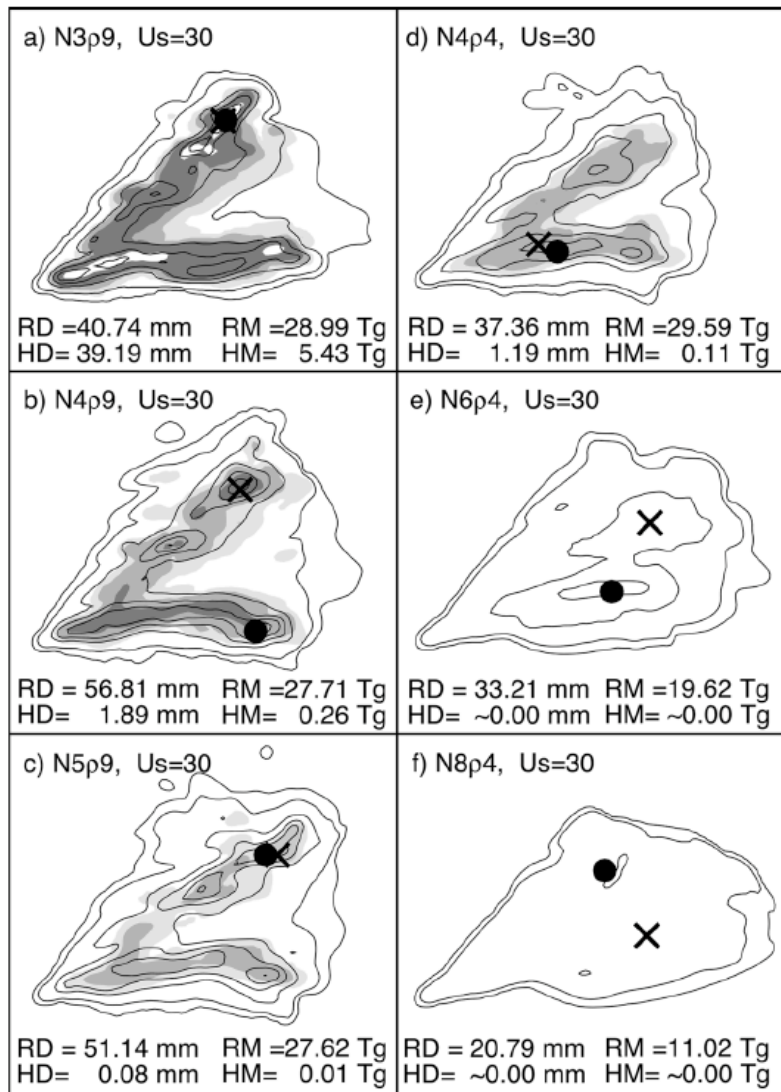 a) N3ρ9, Us=30
RD =40.74 mm RM =28.99 Tg
HD= 39.19 mm HM= 5.43 Tg
b) N4ρ9, Us=30
RD = 56.81 mm RM =27.71 Tg
HD= 1.89 mm HM= 0.26 Tg
c) N5ρ9, Us=30
RD = 51.14 mm RM =27.62 Tg
HD= 0.08 mm HM= 0.01 Tg
d) N4ρ4, Us=30
RD = 37.36 mm RM =29.59 Tg
HD= 1.19 mm HM= 0.11 Tg
e) N6ρ4, Us=30
RD = 33.21 mm RM =19.62 Tg
HD= ~0.00 mm HM= ~0.00 Tg
f) N8ρ4, Us=30
RD = 20.79 mm RM =11.02 Tg
HD= ~0.00 mm HM= ~0.00 Tg